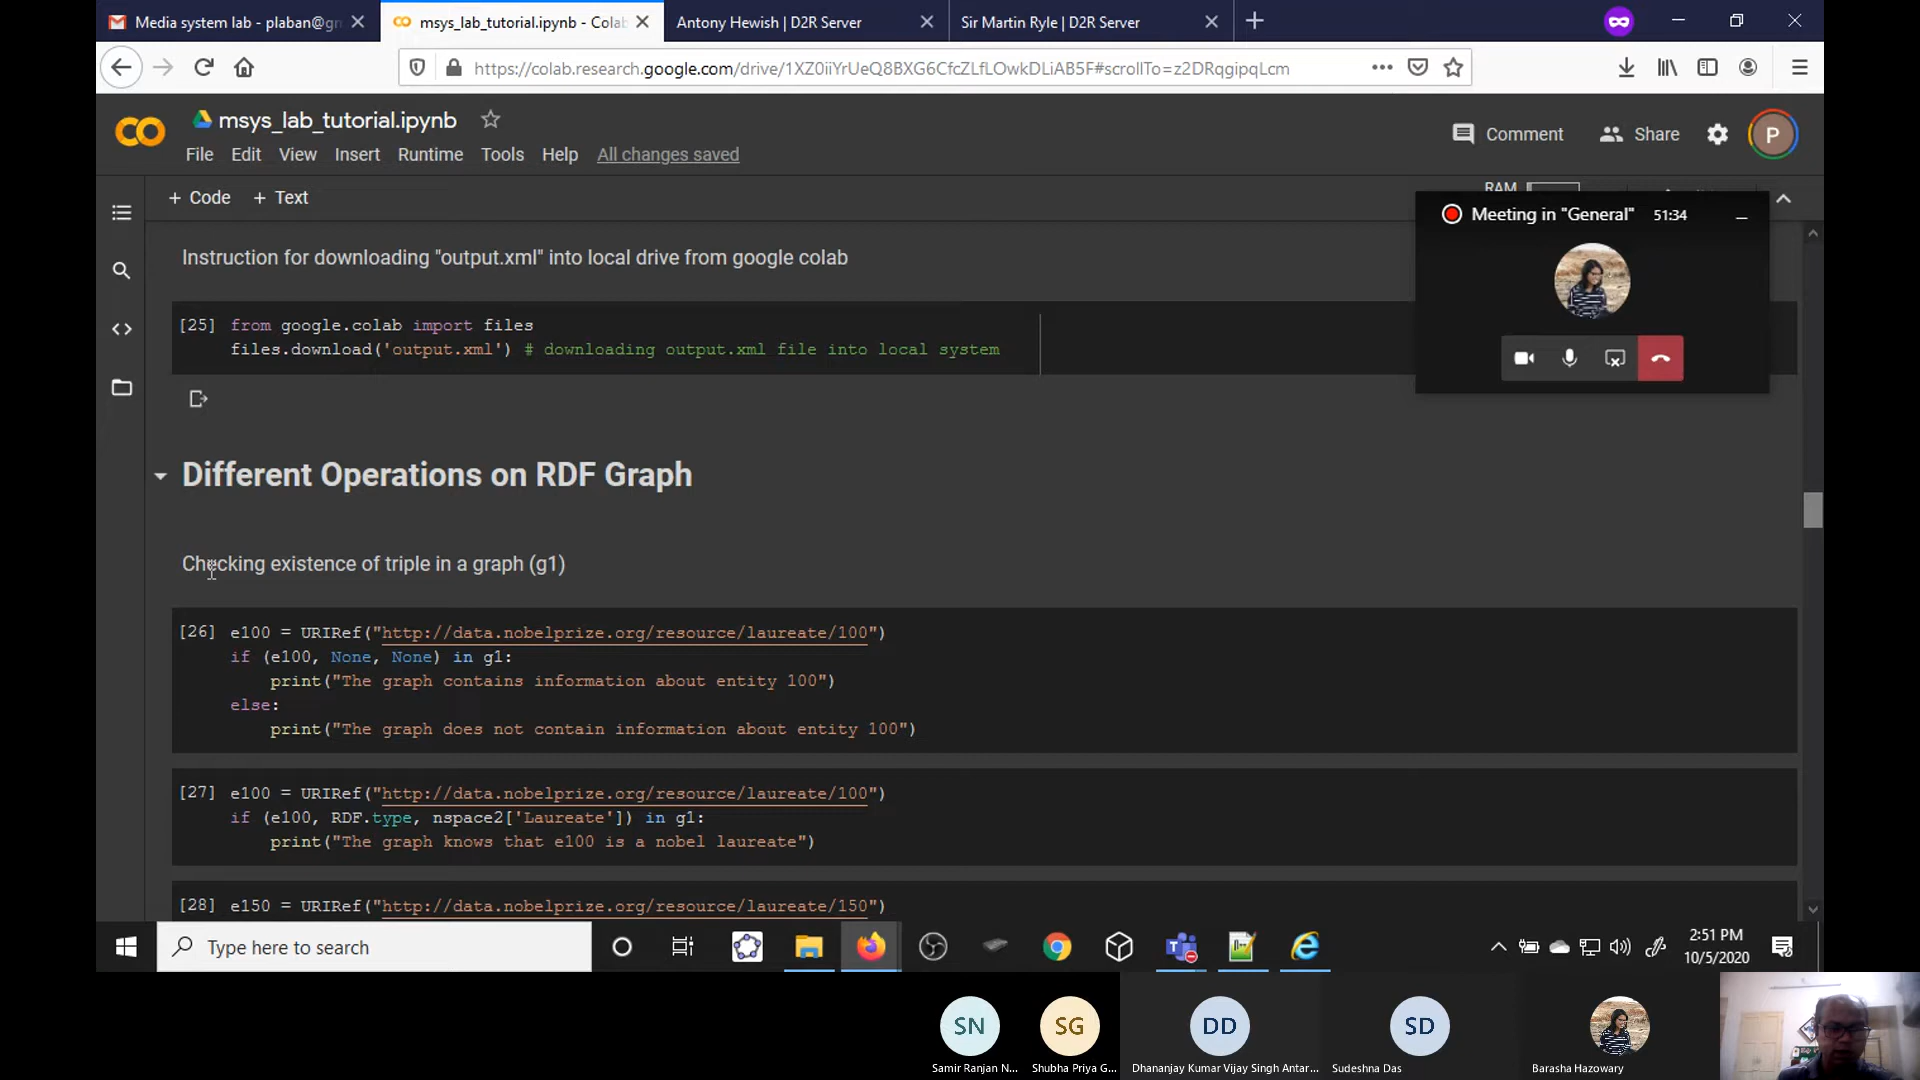 Media system lab - plaban@gm
msys_lab_tutorial.ipynb - Colab
Antony Hewish | D2R Server
Sir Martin Ryle | D2R Server
https://colab.research.google.com/drive/1XZ0iiYrUeQ8BXG6CfcZLfLOwkDLiAB5F#scrollTo=z2DRqgipqLcm
msys_lab_tutorial.ipynb
Comment
Share
P
File Edit View Insert Runtime Tools Help All changes saved
+ Code + Text
RAM
Meeting in "General" 51:34
Instruction for downloading "output.xml" into local drive from google colab
[25] from google.colab import files
files.download('output.xml') # downloading output.xml file into local system
Different Operations on RDF Graph
Checking existence of triple in a graph (g1)
[26] e100 = URIRef("http://data.nobelprize.org/resource/laureate/100")
if (e100, None, None) in g1:
print("The graph contains information about entity 100")
else:
print("The graph does not contain information about entity 100")
[27] e100 = URIRef("http://data.nobelprize.org/resource/laureate/100")
if (e100, RDF.type, nspace2['Laureate']) in g1:
print("The graph knows that e100 is a nobel laureate")
[28] e150 = URIRef("http://data.nobelprize.org/resource/laureate/150")
Type here to search
2:51 PM
10/5/2020
SN
SG
DD
SD
Samir Ranjan N...
Shubha Priya G...
Dhananjay Kumar Vijay Singh Antar...
Sudeshna Das
Barasha Hazowary